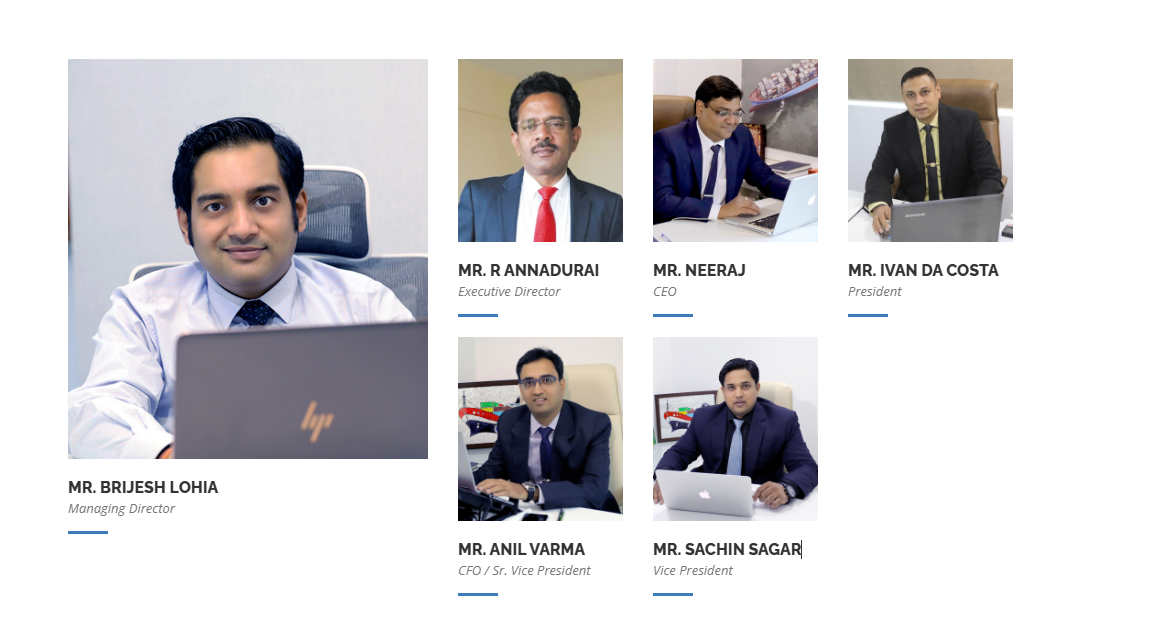 hp
MR. BRIJESH LOHIA
Managing Director
MR. R ANNADURAI
Executive Director
MR. NEERAJ
CEO
MR. IVAN DA COSTA
President
MR. ANIL VARMA
CFO / Sr. Vice President
MR. SACHIN SAGAR
Vice President